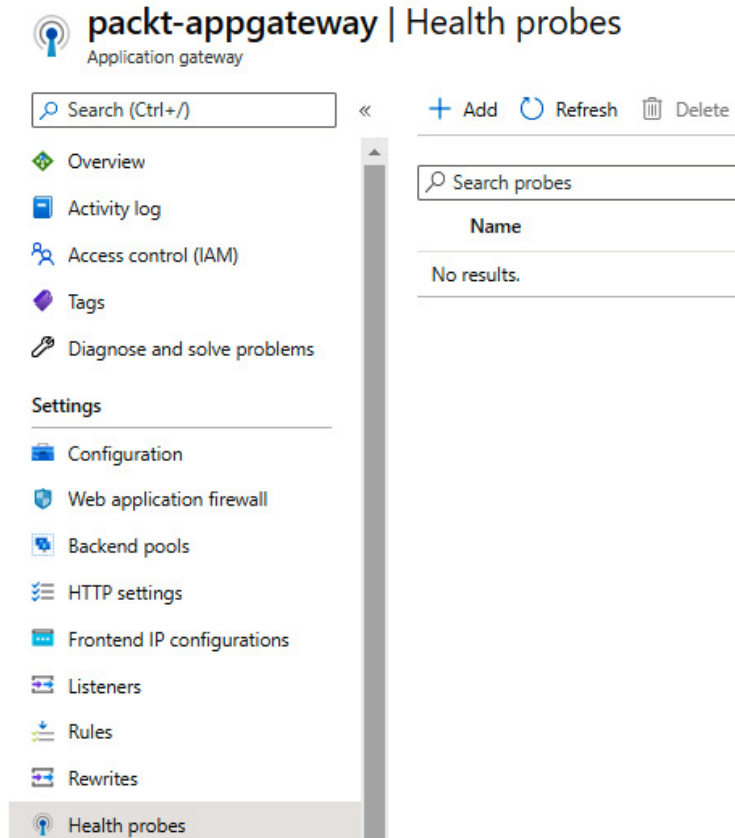 packt-appgateway | Health probes
Application gateway
Search (Ctrl+/)
«
Overview
Activity log
Access control (IAM)
Tags
Diagnose and solve problems
Settings
Configuration
Web application firewall
Backend pools
HTTP settings
Frontend IP configurations
Listeners
Rules
Rewrites
Health probes
+ Add Refresh Delete
Search probes
Name
No results.